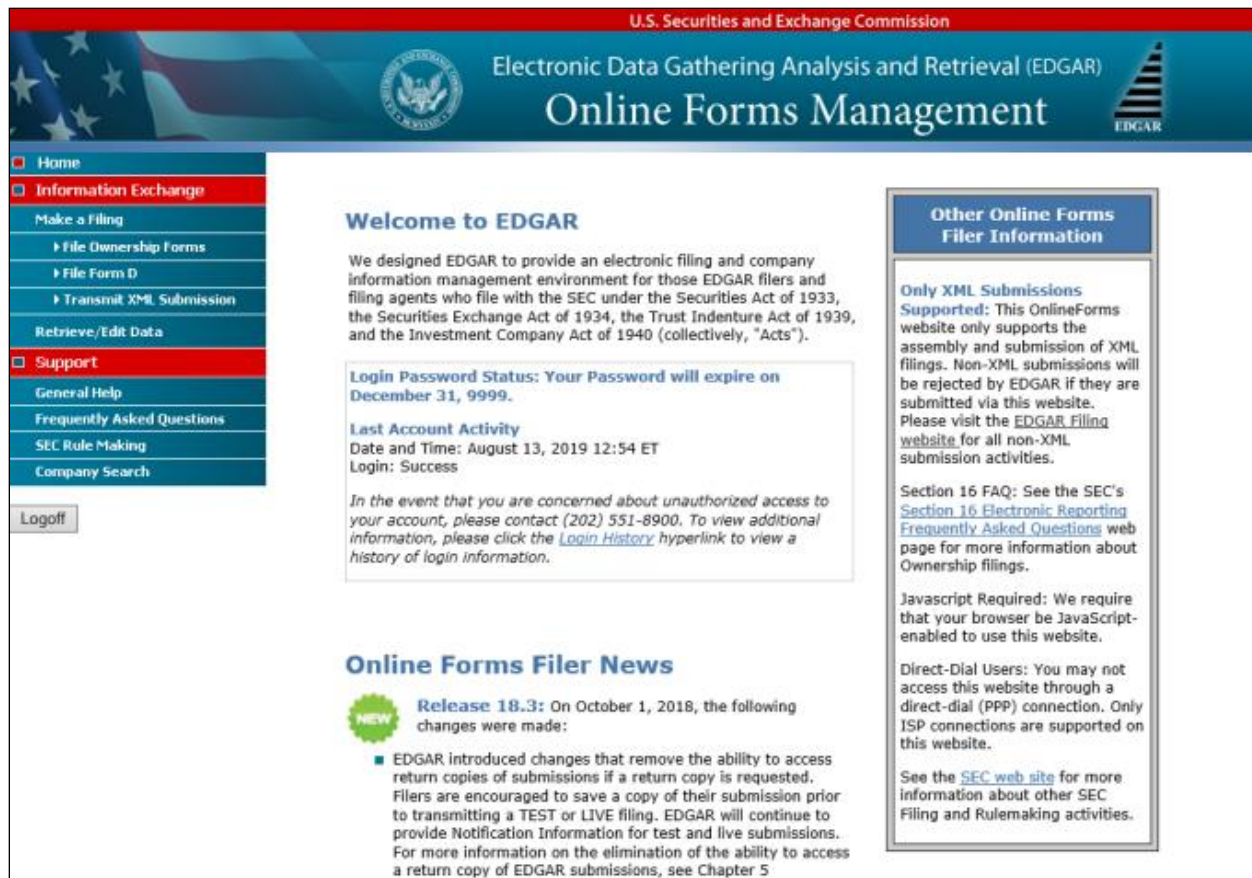 U.S. Securities and Exchange Commission
Electronic Data Gathering Analysis and Retrieval (EDGAR)
Online Forms Management
EDGAR
Home
Information Exchange
Make a Filing
File Ownership Forms
File Form D
Transmit XML Submission
Retrieve/Edit Data
Support
General Help
Frequently Asked Questions
SEC Rule Making
Company Search
Logoff
Welcome to EDGAR
We designed EDGAR to provide an electronic filing and company
information management environment for those EDGAR filers and
filing agents who file with the SEC under the Securities Act of 1933,
the Securities Exchange Act of 1934, the Trust Indenture Act of 1939,
and the Investment Company Act of 1940 (collectively, "Acts").
Login Password Status: Your Password will expire on
December 31, 9999.
Last Account Activity
Date and Time: August 13, 2019 12:54 ET
Login: Success
In the event that you are concerned about unauthorized access to
your account, please contact (202) 551-8900. To view additional
information, please click the Login History hyperlink to view a
history of login information.
Online Forms Filer News
NEW
Release 18.3: On October 1, 2018, the following
changes were made:
EDGAR introduced changes that remove the ability to access
return copies of submissions if a return copy is requested.
Filers are encouraged to save a copy of their submission prior
to transmitting a TEST or LIVE filing. EDGAR will continue to
provide Notification Information for test and live submissions.
For more information on the elimination of the ability to access
a return copy of EDGAR submissions, see Chapter 5
Other Online Forms
Filer Information
Only XML Submissions
Supported: This OnlineForms
website only supports the
assembly and submission of XML
filings. Non-XML submissions will
be rejected by EDGAR if they are
submitted via this website.
Please visit the EDGAR Filing
website for all non-XML
submission activities.
Section 16 FAQ: See the SEC's
Section 16 Electronic Reporting
Frequently Asked Questions web
page for more information about
Ownership filings.
Javascript Required: We require
that your browser be JavaScript-
enabled to use this website.
Direct-Dial Users: You may not
access this website through a
direct-dial (PPP) connection. Only
ISP connections are supported on
this website.
See the SEC web site for more
information about other SEC
Filing and Rulemaking activities.